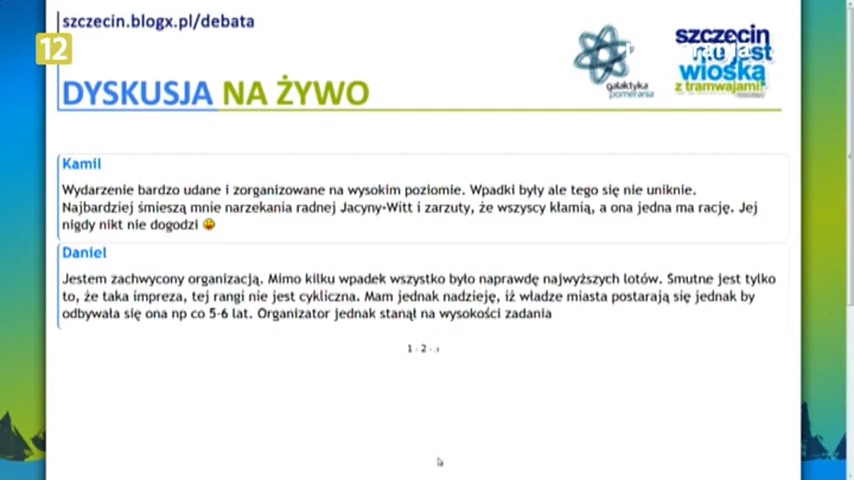 szczecin.blogx.pl/debata
12
DYSKUSJA NA ŻYWO
galaktyka
pomerania
szczecin
jest
wioską
z tramwajami!
Kamil
Wydarzenie bardzo udane i zorganizowane na wysokim poziomie. Wpadki były ale tego się nie uniknie.
Najbardziej śmieszą mnie narzekania radnej Jacyny-Witt i zarzuty, że wszyscy kłamią, a ona jedna ma rację. Jej
nigdy nikt nie dogodzi 😀
Daniel
Jestem zachwycony organizacją. Mimo kilku wpadek wszystko było naprawdę najwyższych lotów. Smutne jest tylko
to, że taka impreza, tej rangi nie jest cykliczna. Mam jednak nadzieję, iż władze miasta postarają się jednak by
odbywała się ona np co 5-6 lat. Organizator jednak stanął na wysokości zadania
1 · 2 · ›